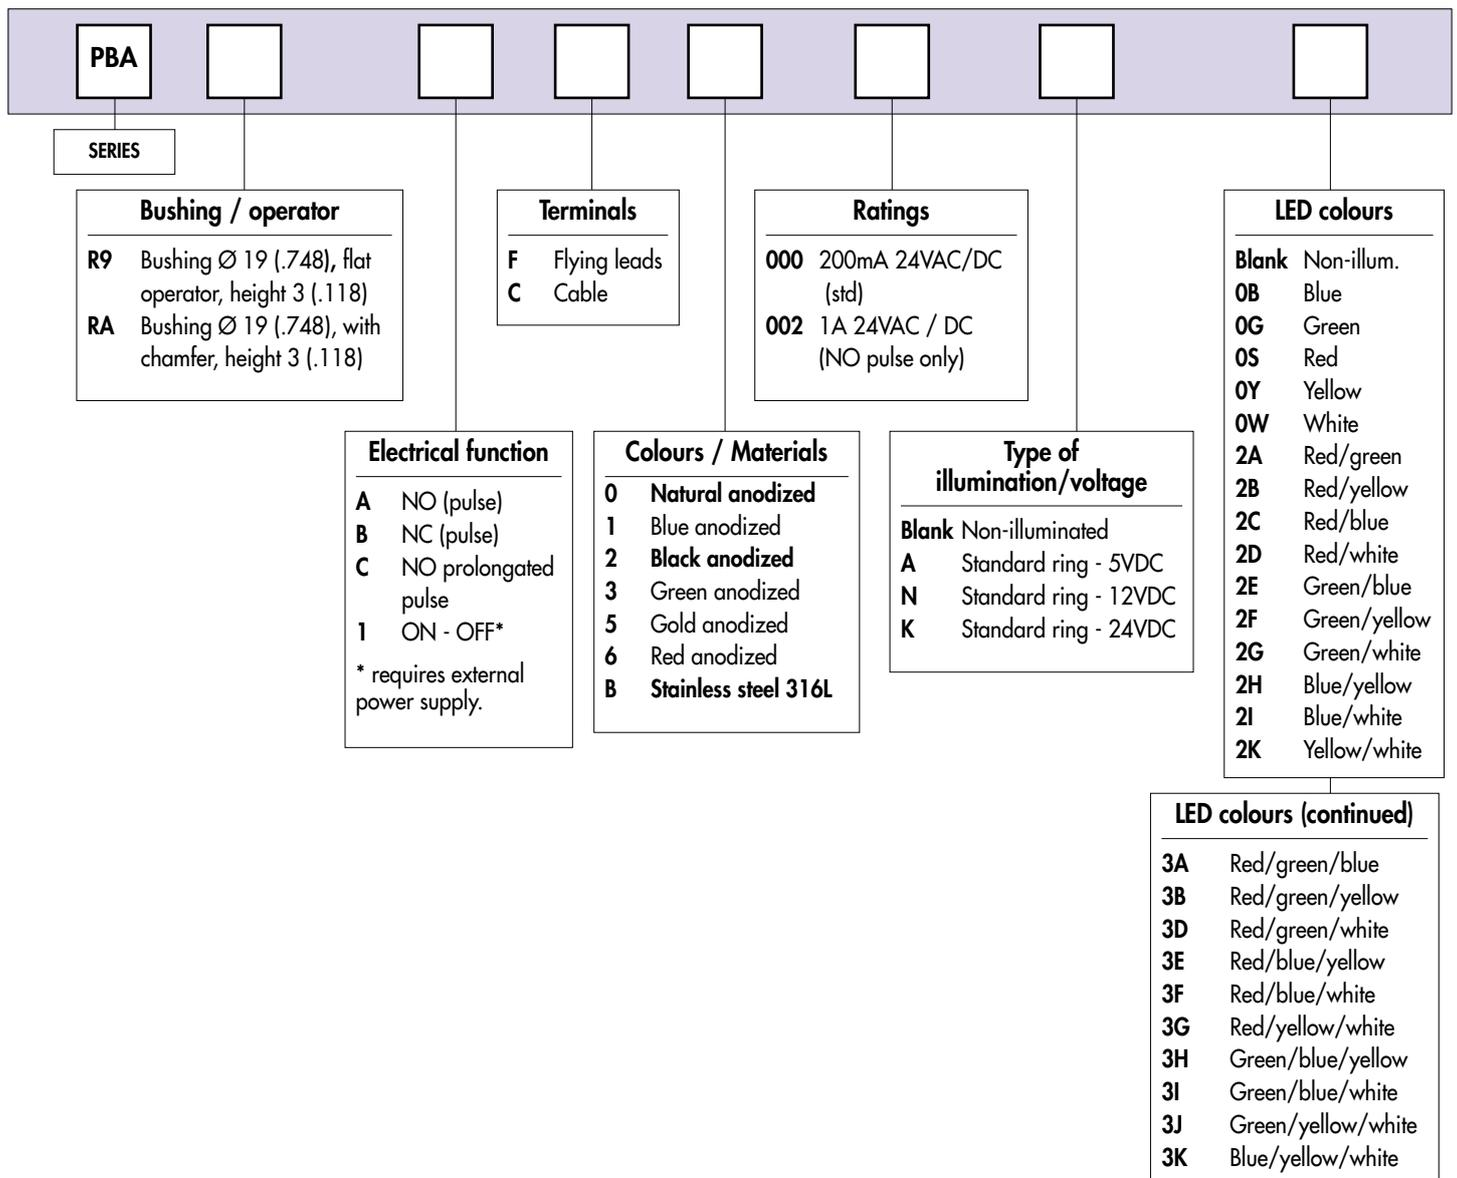 PBA
SERIES
Bushing / operator
R9 Bushing Ø 19 (.748), flat
operator, height 3 (.118)
RA Bushing Ø 19 (.748), with
chamfer, height 3 (.118)
Terminals
F Flying leads
C Cable
Ratings
000 200mA 24VAC/DC
(std)
002 1A 24VAC / DC
(NO pulse only)
LED colours
Blank Non-illum.
0B Blue
0G Green
0S Red
0Y Yellow
0W White
2A Red/green
2B Red/yellow
2C Red/blue
2D Red/white
2E Green/blue
2F Green/yellow
2G Green/white
2H Blue/yellow
2I Blue/white
2K Yellow/white
Electrical function
A NO (pulse)
B NC (pulse)
C NO prolongated
pulse
1 ON - OFF*
* requires external
power supply.
Colours / Materials
0 Natural anodized
1 Blue anodized
2 Black anodized
3 Green anodized
5 Gold anodized
6 Red anodized
B Stainless steel 316L
Type of
illumination/voltage
Blank Non-illuminated
A Standard ring - 5VDC
N Standard ring - 12VDC
K Standard ring - 24VDC
LED colours (continued)
3A Red/green/blue
3B Red/green/yellow
3D Red/green/white
3E Red/blue/yellow
3F Red/blue/white
3G Red/yellow/white
3H Green/blue/yellow
3I Green/blue/white
3J Green/yellow/white
3K Blue/yellow/white